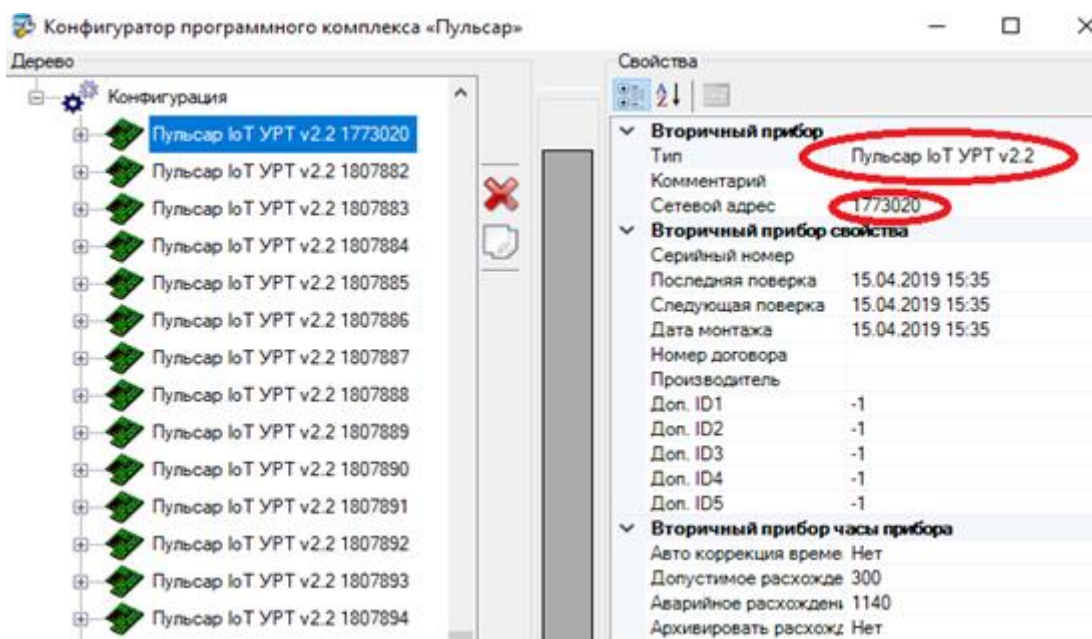 Конфигуратор программного комплекса «Пульсар»
Дерево
Конфигурация
Пульсар IoT УРТ v2.2 1773020
Пульсар IoT УРТ v2.2 1807882
Пульсар IoT УРТ v2.2 1807883
Пульсар IoT УРТ v2.2 1807884
Пульсар IoT УРТ v2.2 1807885
Пульсар IoT УРТ v2.2 1807886
Пульсар IoT УРТ v2.2 1807887
Пульсар IoT УРТ v2.2 1807888
Пульсар IoT УРТ v2.2 1807889
Пульсар IoT УРТ v2.2 1807890
Пульсар IoT УРТ v2.2 1807891
Пульсар IoT УРТ v2.2 1807892
Пульсар IoT УРТ v2.2 1807893
Пульсар IoT УРТ v2.2 1807894
Свойства
Вторичный прибор
Тип Пульсар IoT УРТ v2.2
Комментарий
Сетевой адрес 1773020
Вторичный прибор свойства
Серийный номер
Последняя поверка 15.04.2019 15:35
Следующая поверка 15.04.2019 15:35
Дата монтажа 15.04.2019 15:35
Номер договора
Производитель
Доп. ID1 -1
Доп. ID2 -1
Доп. ID3 -1
Доп. ID4 -1
Доп. ID5 -1
Вторичный прибор часы прибора
Авто коррекция време Нет
Допустимое расхожде 300
Аварийное расхожден 1140
Архивировать расхож Нет